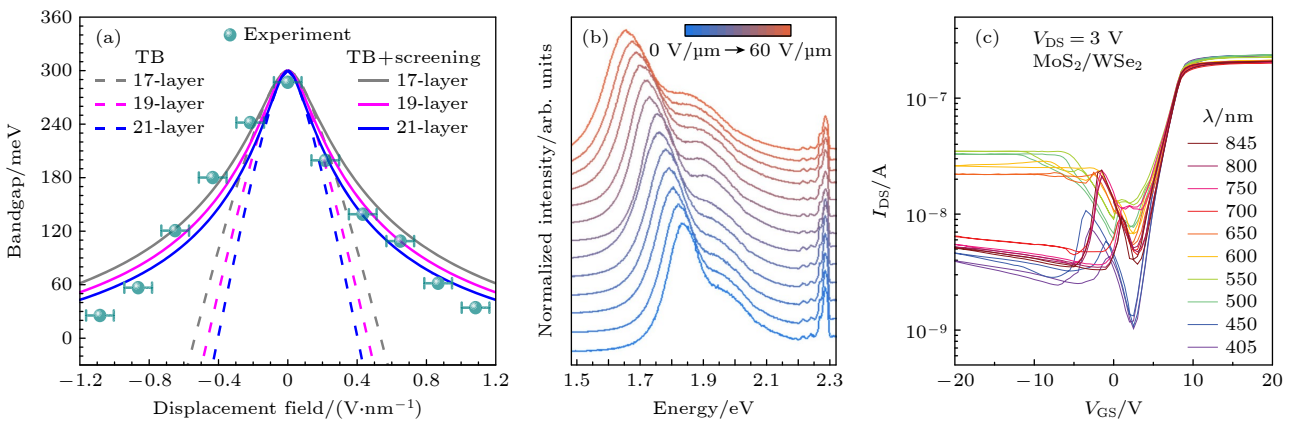 (a)
Experiment
TB
17-layer
19-layer
21-layer
TB+screening
17-layer
19-layer
21-layer
360
300
240
180
120
60
0
Bandgap/meV
−1.2
−0.8
−0.4
0
0.4
0.8
1.2
Displacement field/(V·nm⁻¹)
(b)
0 V/µm → 60 V/µm
Normalized intensity/arb. units
1.5
1.7
1.9
2.1
2.3
Energy/eV
(c)
V_DS = 3 V
MoS₂/WSe₂
λ/nm
845
800
750
700
650
600
550
500
450
405
10⁻⁷
10⁻⁸
10⁻⁹
I_DS/A
−20
−10
0
10
20
V_GS/V